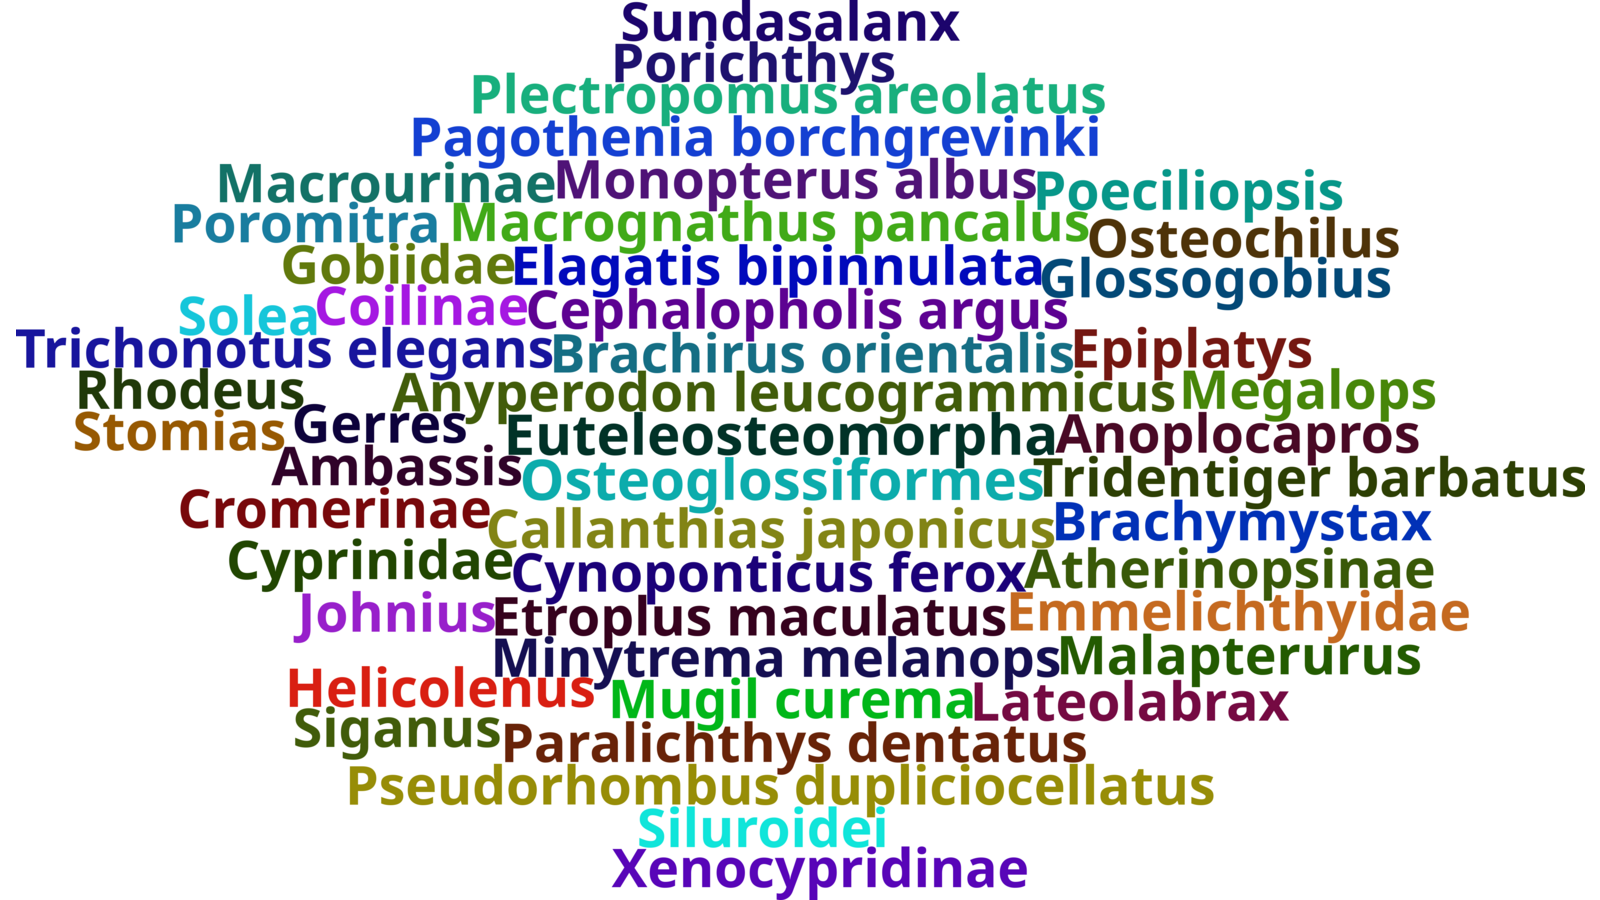 Sundasalanx
Porichthys
Plectropomus areolatus
Pagothenia borchgrevinki
Macrourinae Monopterus albus Poeciliopsis
Poromitra Macrognathus pancalus Osteochilus
Gobiidae Elagatis bipinnulata Glossogobius
Solea Coilinae Cephalopholis argus
Trichonotus elegans Brachirus orientalis Epiplatys
Rhodeus Anyperodon leucogrammicus Megalops
Stomias Gerres Euteleosteomorpha Anoplocapros
Ambassis Osteoglossiformes Tridentiger barbatus
Cromerinae Callanthias japonicus Brachymystax
Cyprinidae Cynoponticus ferox Atherinopsinae
Johnius Etroplus maculatus Emmelichthyidae
Minytrema melanops Malapterurus
Helicolenus Mugil curema Lateolabrax
Siganus Paralichthys dentatus
Pseudorhombus dupliciocellatus
Siluroidei
Xenocypridinae